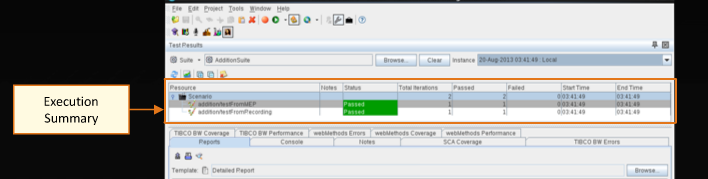 File Edit Project Tools Window Help
Test Results
Suite AdditionSuite Browse... Clear Instance 20-Aug-2013 03:41:49 : Local
Resource Notes Status Total Iterations Passed Failed Start Time End Time
Scenario 2 2 0 03:41:49 03:41:49
addition/testFromMEP Passed 1 1 0 03:41:49 03:41:49
addition/testFromRecording Passed 1 1 0 03:41:49 03:41:49
Execution
Summary
TIBCO BW Coverage TIBCO BW Performance webMethods Errors webMethods Coverage webMethods Performance
Reports Console Notes SCA Coverage TIBCO BW Errors
Template: Detailed Report Browse...